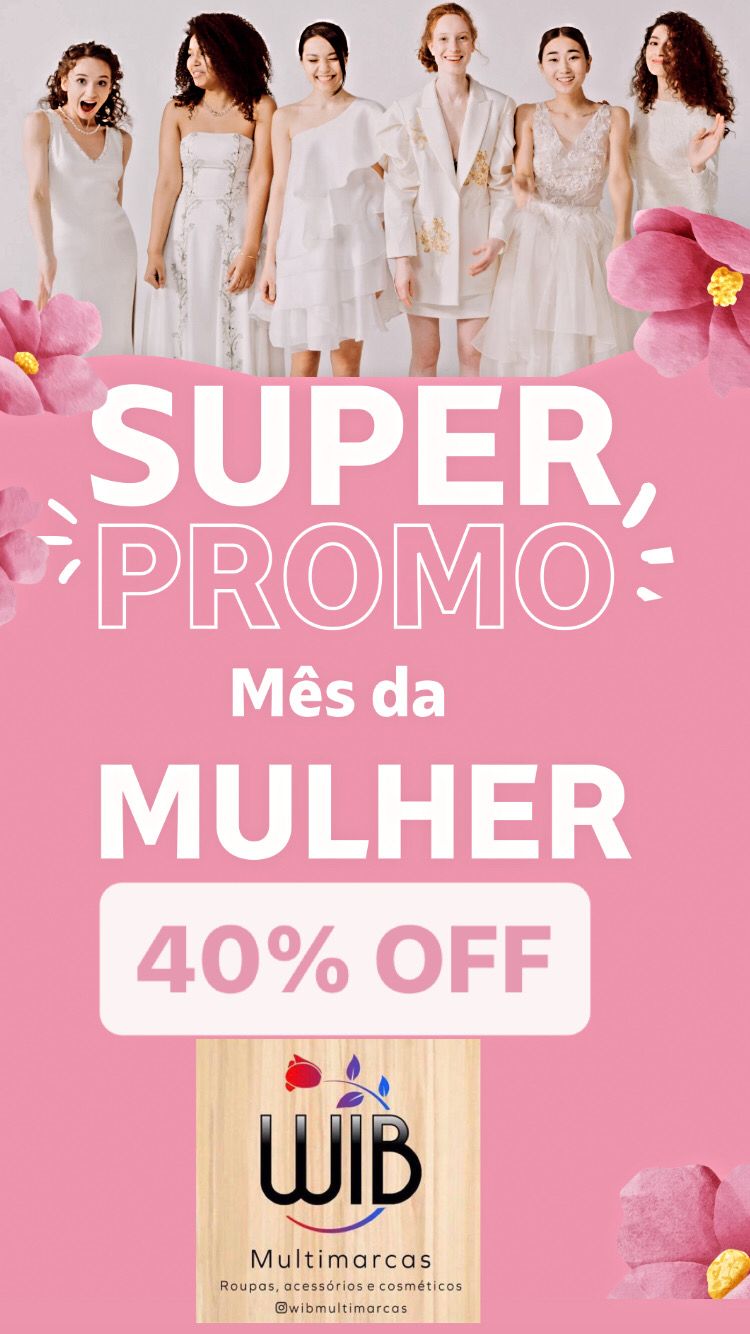 SUPER
PROMO
Mês da
MULHER
40% OFF
WIB
Multimarcas
Roupas, acessórios e cosméticos
@wibmultimarcas